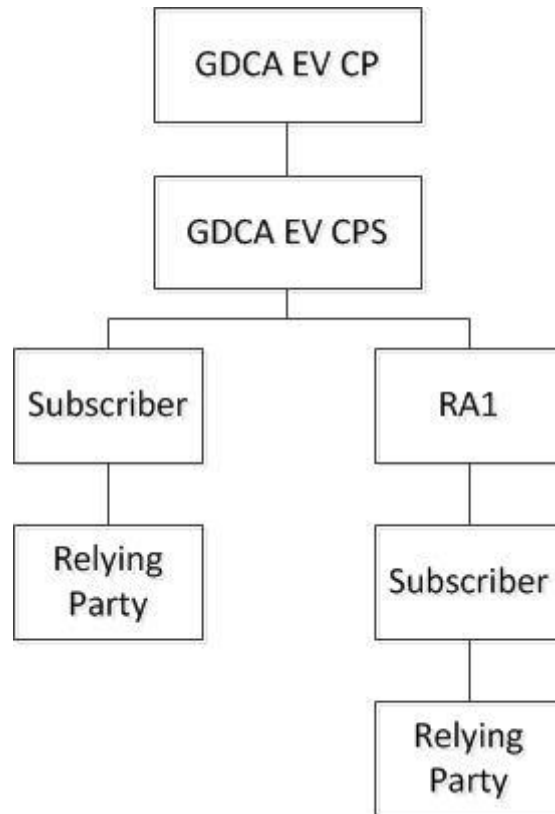 GDCA EV CP
GDCA EV CPS
Subscriber
RA1
Relying
Party
Subscriber
Relying
Party